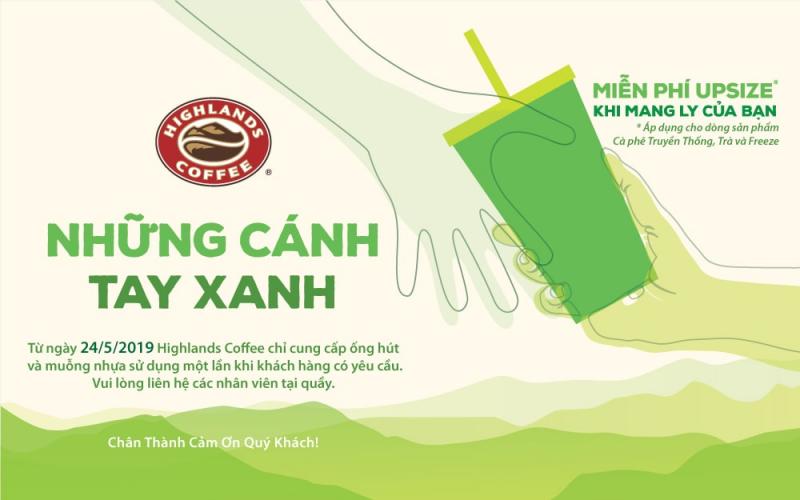 HIGHLANDS
COFFEE
®
NHỮNG CÁNH
TAY XANH
Từ ngày 24/5/2019 Highlands Coffee chỉ cung cấp ống hút
và muỗng nhựa sử dụng một lần khi khách hàng có yêu cầu.
Vui lòng liên hệ các nhân viên tại quầy.
Chân Thành Cảm Ơn Quý Khách!
MIỄN PHÍ UPSIZE*
KHI MANG LY CỦA BẠN
* Áp dụng cho dòng sản phẩm
Cà phê Truyền Thống, Trà và Freeze